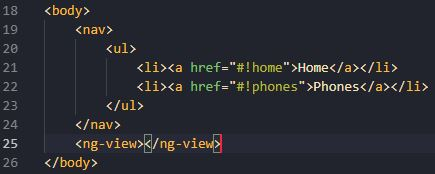 18 <body>
19     <nav>
20         <ul>
21             <li><a href="#!home">Home</a></li>
22             <li><a href="#!phones">Phones</a></li>
23         </ul>
24     </nav>
25     <ng-view></ng-view>
26 </body>